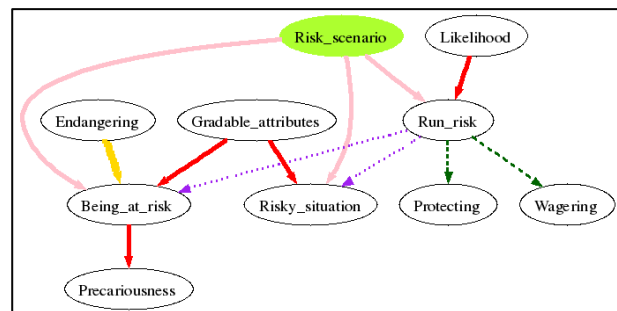 Risk_scenario
Likelihood
Endangering
Gradable_attributes
Run_risk
Being_at_risk
Risky_situation
Protecting
Wagering
Precariousness